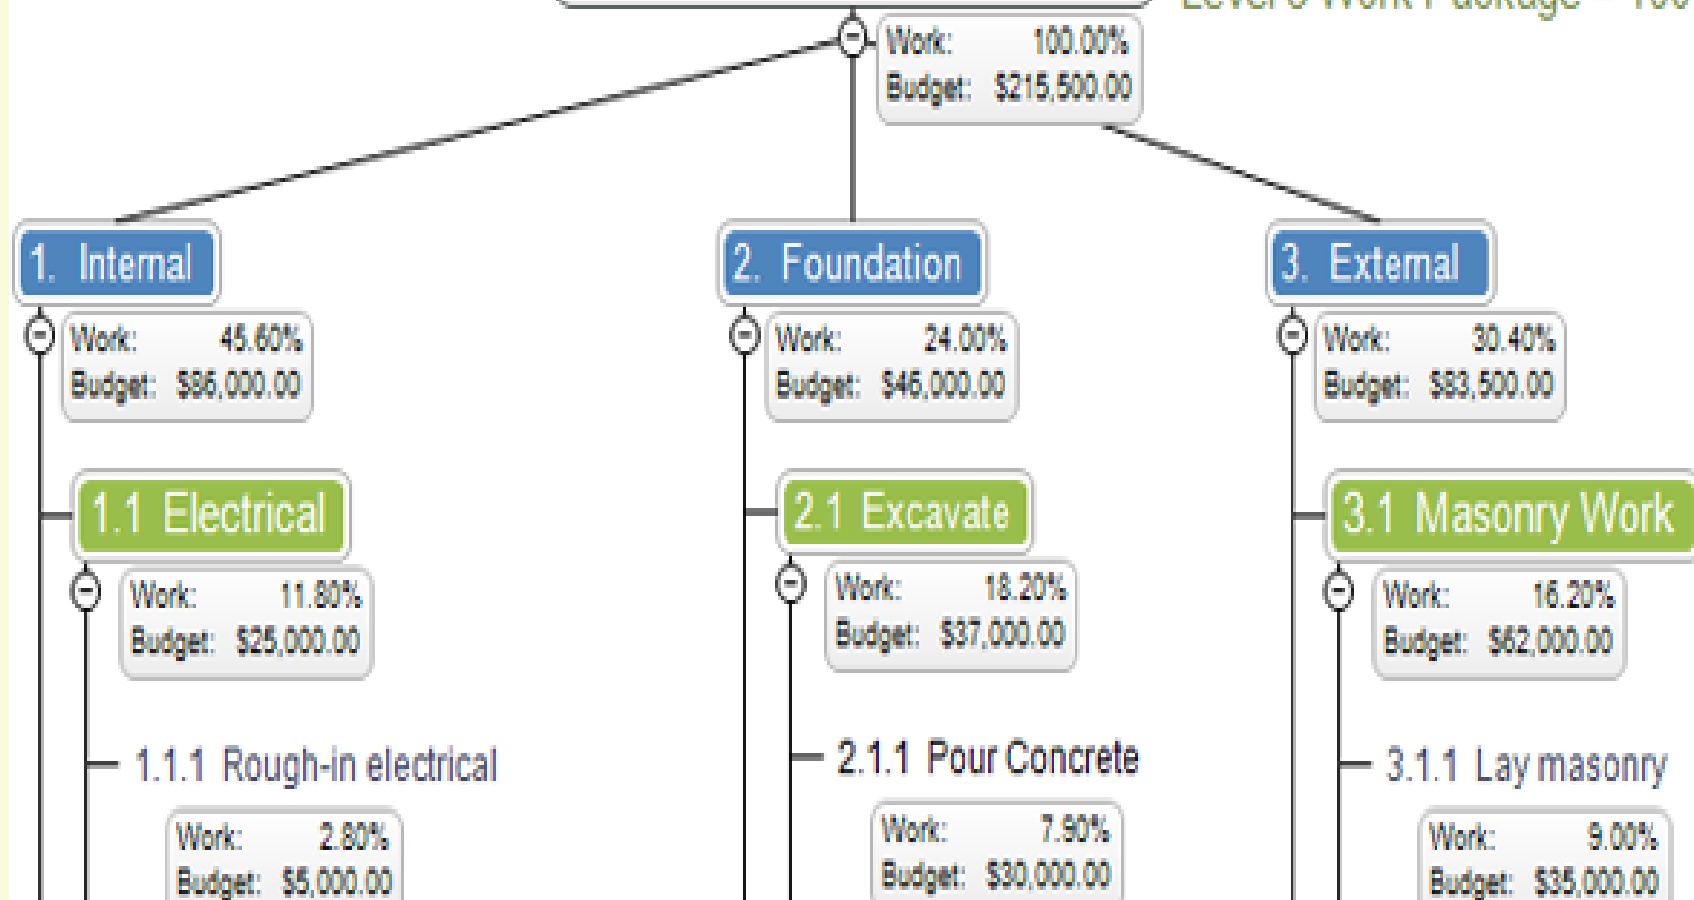 Level 3 Work Package - 100
Work: 100.00%
Budget: $215,500.00
1. Internal
Work: 45.60%
Budget: $86,000.00
2. Foundation
Work: 24.00%
Budget: $46,000.00
3. External
Work: 30.40%
Budget: $83,500.00
1.1 Electrical
Work: 11.80%
Budget: $25,000.00
2.1 Excavate
Work: 18.20%
Budget: $37,000.00
3.1 Masonry Work
Work: 16.20%
Budget: $62,000.00
1.1.1 Rough-in electrical
Work: 2.80%
Budget: $5,000.00
2.1.1 Pour Concrete
Work: 7.90%
Budget: $30,000.00
3.1.1 Lay masonry
Work: 9.00%
Budget: $35,000.00